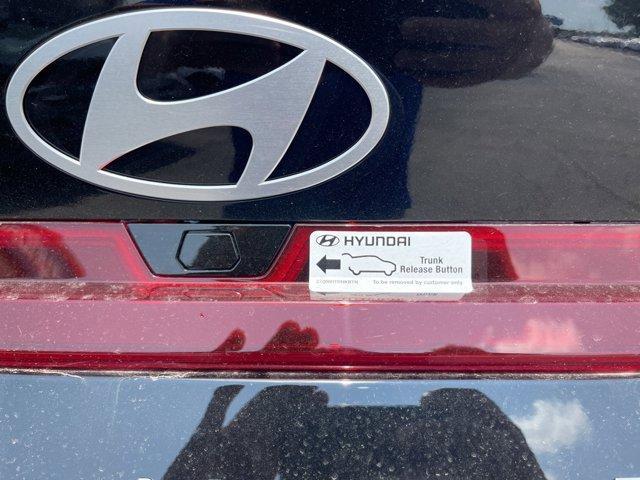 HYUNDAI
Trunk
Release Button
To be removed by customer only